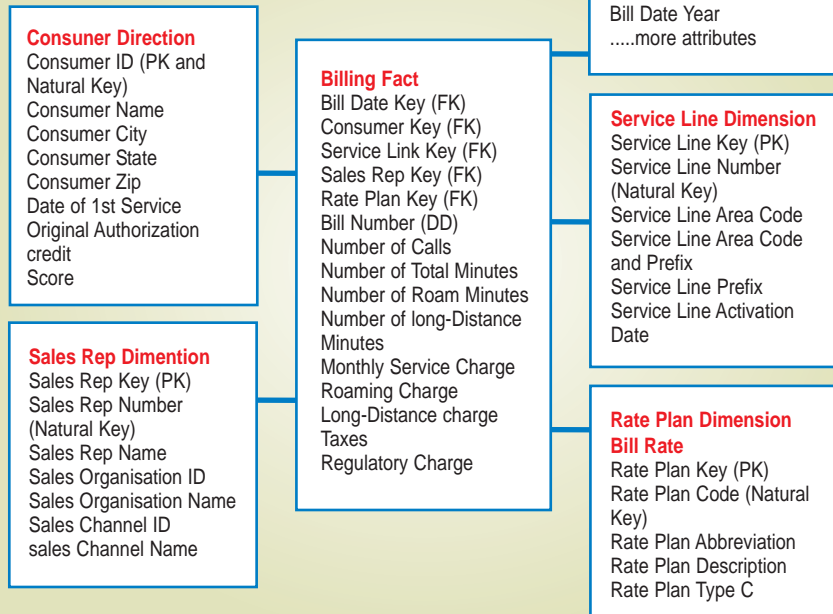 Consuner Direction
Consumer ID (PK and
Natural Key)
Consumer Name
Consumer City
Consumer State
Consumer Zip
Date of 1st Service
Original Authorization
credit
Score
Sales Rep Dimention
Sales Rep Key (PK)
Sales Rep Number
(Natural Key)
Sales Rep Name
Sales Organisation ID
Sales Organisation Name
Sales Channel ID
sales Channel Name
Billing Fact
Bill Date Key (FK)
Consumer Key (FK)
Service Link Key (FK)
Sales Rep Key (FK)
Rate Plan Key (FK)
Bill Number (DD)
Number of Calls
Number of Total Minutes
Number of Roam Minutes
Number of long-Distance
Minutes
Monthly Service Charge
Roaming Charge
Long-Distance charge
Taxes
Regulatory Charge
Bill Date Year
.....more attributes
Service Line Dimension
Service Line Key (PK)
Service Line Number
(Natural Key)
Service Line Area Code
Service Line Area Code
and Prefix
Service Line Prefix
Service Line Activation
Date
Rate Plan Dimension
Bill Rate
Rate Plan Key (PK)
Rate Plan Code (Natural
Key)
Rate Plan Abbreviation
Rate Plan Description
Rate Plan Type C